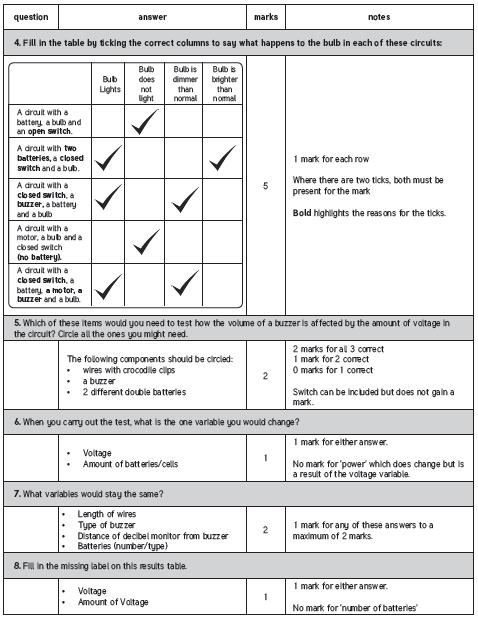 question answer marks notes
4. Fill in the table by ticking the correct columns to say what happens to the bulb in each of these circuits:
Bulb Lights
Bulb does not light
Bulb is dimmer than normal
Bulb is brighter than normal
A circuit with a
battery, a bulb and
an open switch.
A circuit with two
batteries, a closed
switch and a bulb.
A circuit with a
closed switch, a
buzzer, a battery
and a bulb
A circuit with a
motor, a bulb and a
closed switch
(no battery).
A circuit with a
closed switch, a
battery, a motor, a
buzzer and a bulb.
5
1 mark for each row
Where there are two ticks, both must be
present for the mark
Bold highlights the reasons for the ticks.
5. Which of these items would you need to test how the volume of a buzzer is affected by the amount of voltage in
the circuit? Circle all the ones you might need.
The following components should be circled:
• wires with crocodile clips
• a buzzer
• 2 different double batteries
2
2 marks for all 3 correct
1 mark for 2 correct
0 marks for 1 correct
Switch can be included but does not gain a
mark.
6. When you carry out the test, what is the one variable you would change?
• Voltage
• Amount of batteries/cells
1
1 mark for either answer.
No mark for 'power' which does change but is
a result of the voltage variable.
7. What variables would stay the same?
• Length of wires
• Type of buzzer
• Distance of decibel monitor from buzzer
• Batteries (number/type)
2
1 mark for any of these answers to a
maximum of 2 marks.
8. Fill in the missing label on this results table.
• Voltage
• Amount of Voltage
1
1 mark for either answer.
No mark for 'number of batteries'